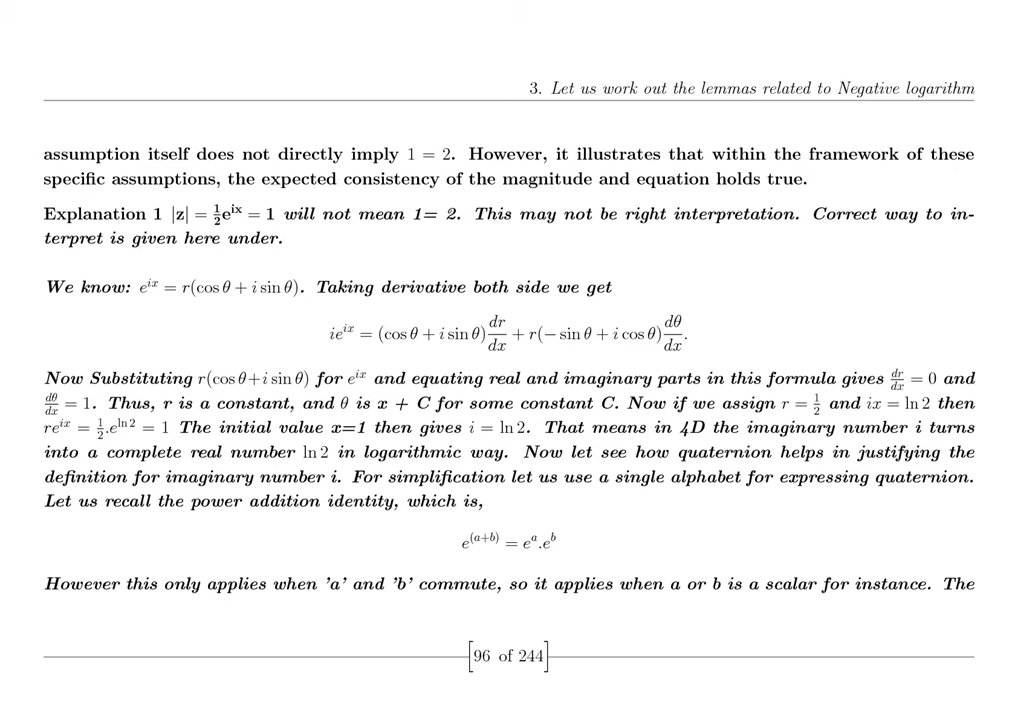 3. Let us work out the lemmas related to Negative logarithm
assumption itself does not directly imply 1 = 2. However, it illustrates that within the framework of these
specific assumptions, the expected consistency of the magnitude and equation holds true.
Explanation 1 |z| = ½e^{ix} = 1 will not mean 1= 2. This may not be right interpretation. Correct way to in-
terpret is given here under.
We know: e^{ix} = r(cos θ + i sin θ). Taking derivative both side we get
ie^{ix} = (cos θ + i sin θ) dr/dx + r(− sin θ + i cos θ) dθ/dx.
Now Substituting r(cos θ+i sin θ) for e^{ix} and equating real and imaginary parts in this formula gives dr/dx = 0 and
dθ/dx = 1. Thus, r is a constant, and θ is x + C for some constant C. Now if we assign r = ½ and ix = ln 2 then
re^{ix} = ½.e^{ln 2} = 1 The initial value x=1 then gives i = ln 2. That means in 4D the imaginary number i turns
into a complete real number ln 2 in logarithmic way. Now let see how quaternion helps in justifying the
definition for imaginary number i. For simplification let us use a single alphabet for expressing quaternion.
Let us recall the power addition identity, which is,
e^{(a+b)} = e^{a}.e^{b}
However this only applies when ’a’ and ’b’ commute, so it applies when a or b is a scalar for instance. The
[96 of 244]